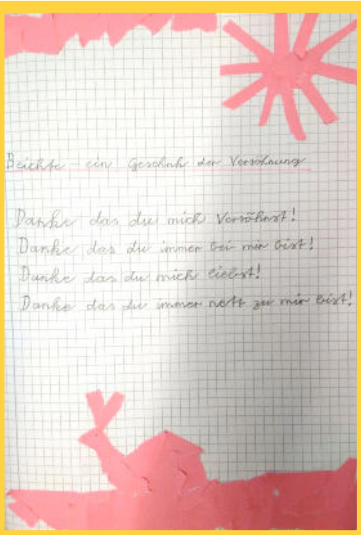 Beichte - ein Geschnk der Versöhnung
Danke das du mich Versöhnst!
Danke das du immer bei mir bist!
Danke das du mich liebst!
Danke das du immer nett zu mir bist!